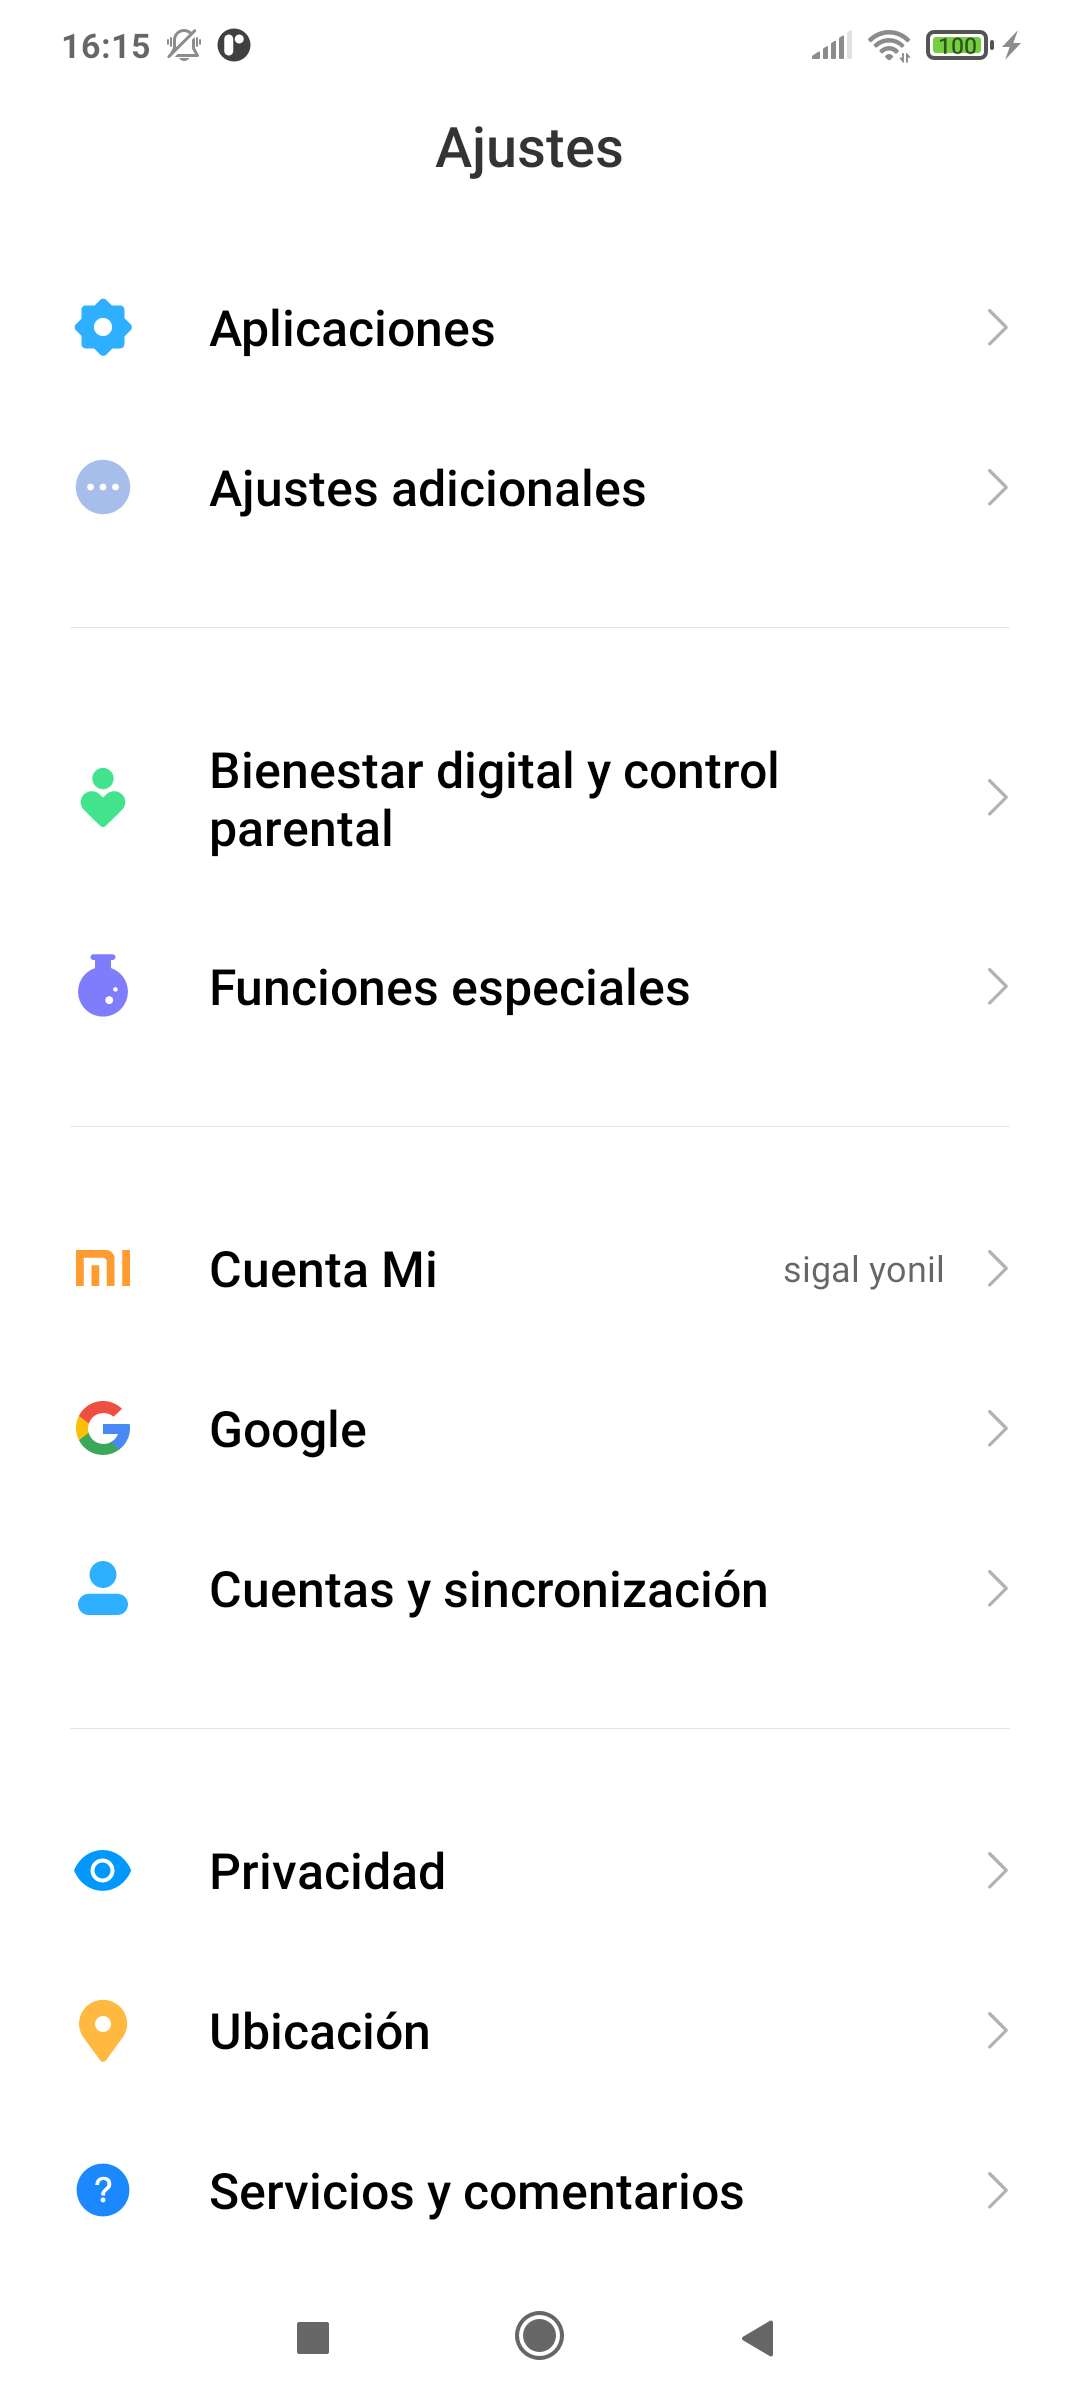 16:15
100
Ajustes
Aplicaciones
Ajustes adicionales
Bienestar digital y control
parental
Funciones especiales
Cuenta Mi
sigal yonil
Google
Cuentas y sincronización
Privacidad
Ubicación
Servicios y comentarios